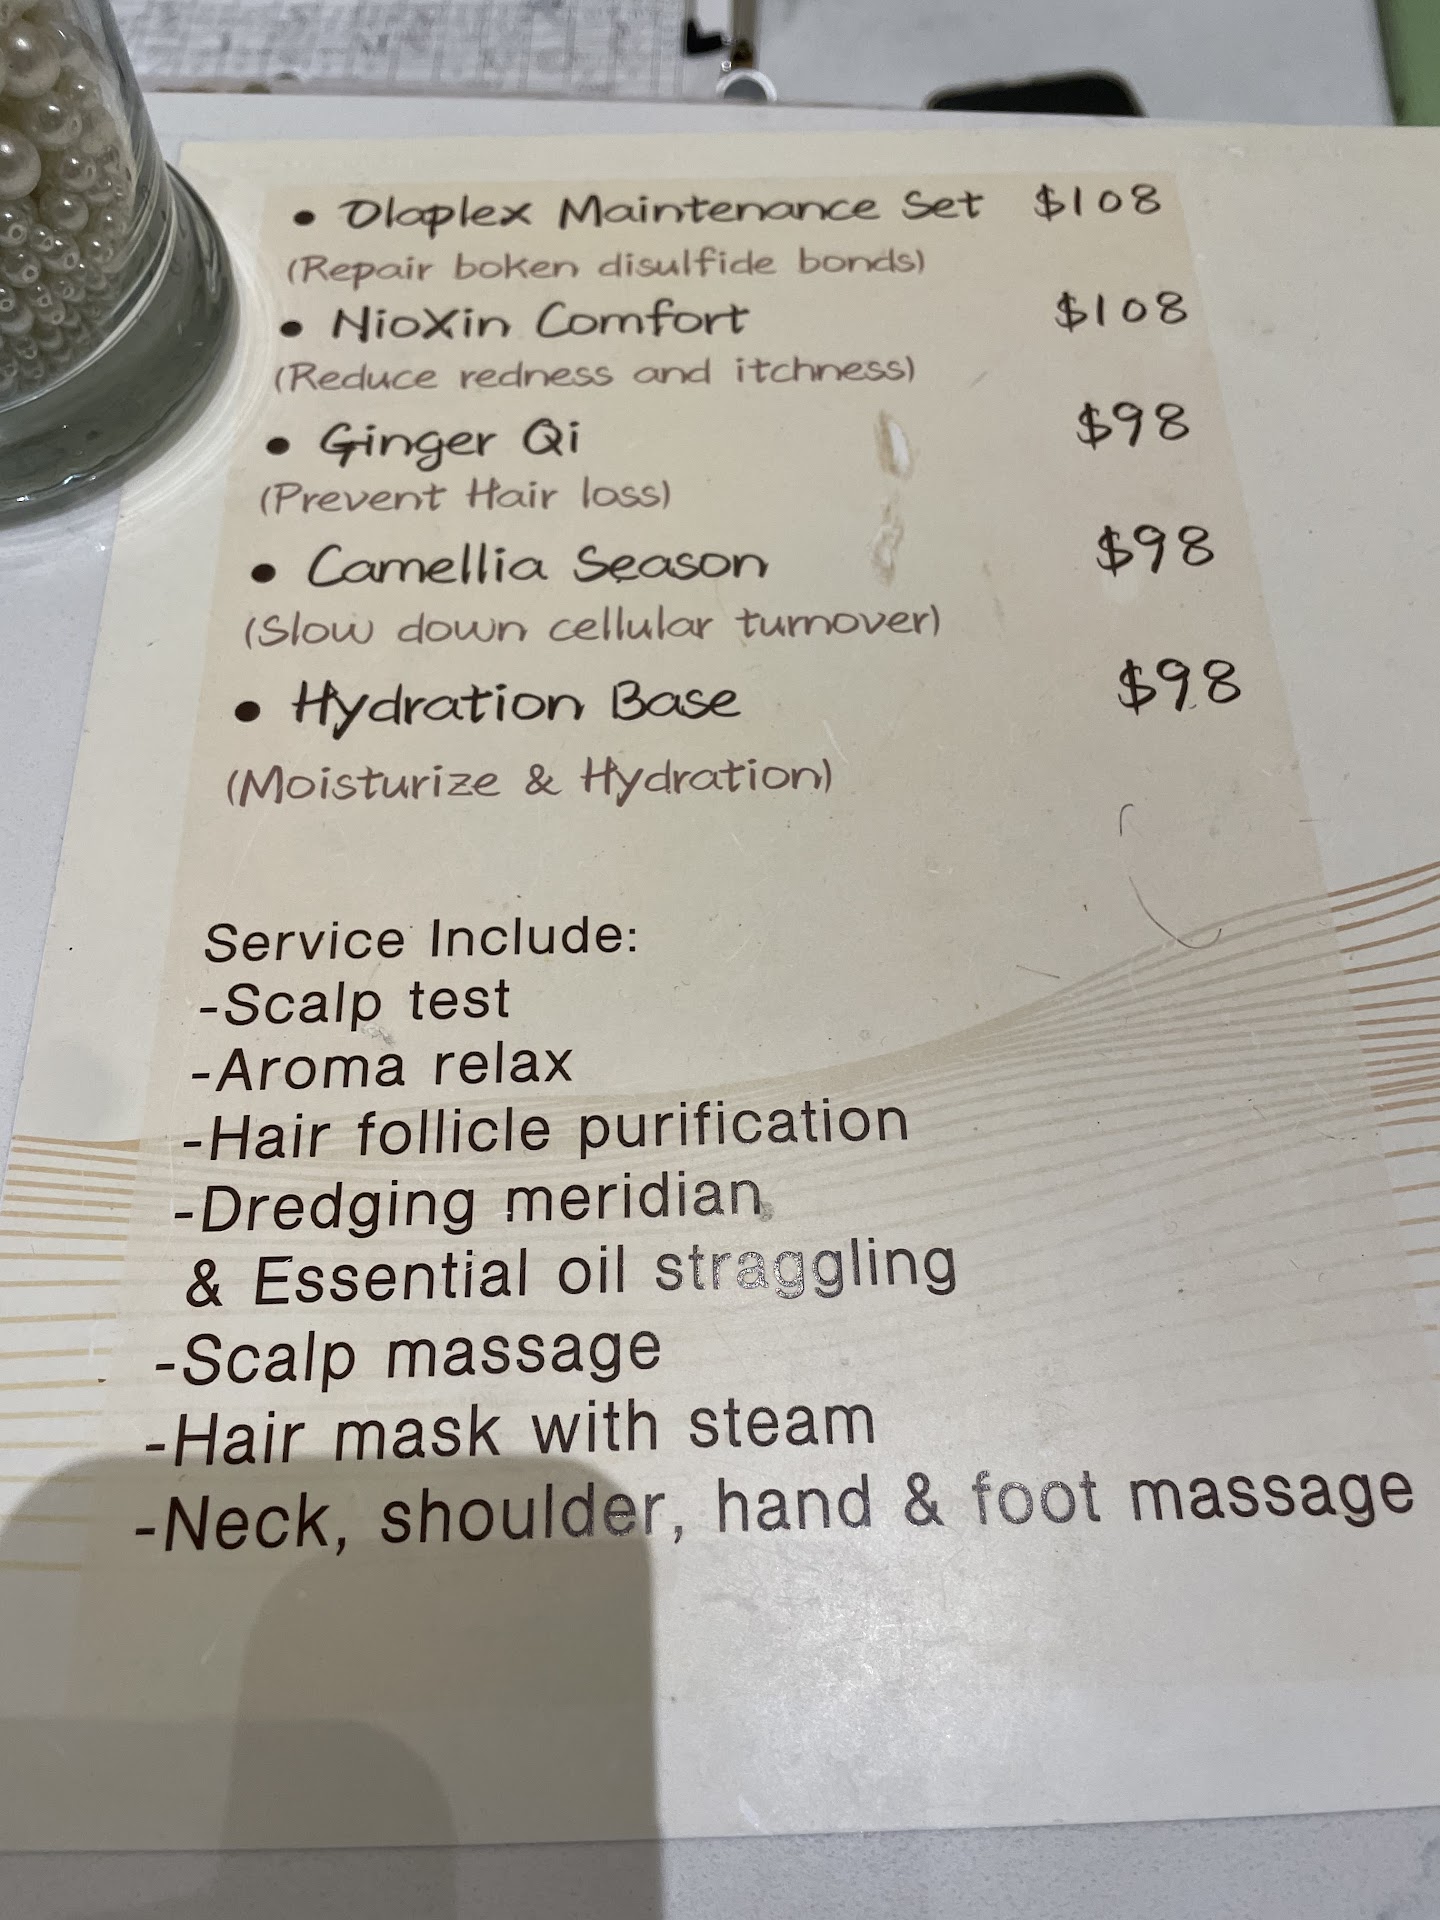 • Olaplex Maintenance Set $108
(Repair boken disulfide bonds)
• NioXin Comfort $108
(Reduce redness and itchness)
• Ginger Qi $98
(Prevent Hair loss)
• Camellia Season $98
(Slow down cellular turnover)
• Hydration Base $98
(Moisturize & Hydration)
Service Include:
-Scalp test
-Aroma relax
-Hair follicle purification
-Dredging meridian
& Essential oil straggling
-Scalp massage
-Hair mask with steam
-Neck, shoulder, hand & foot massage